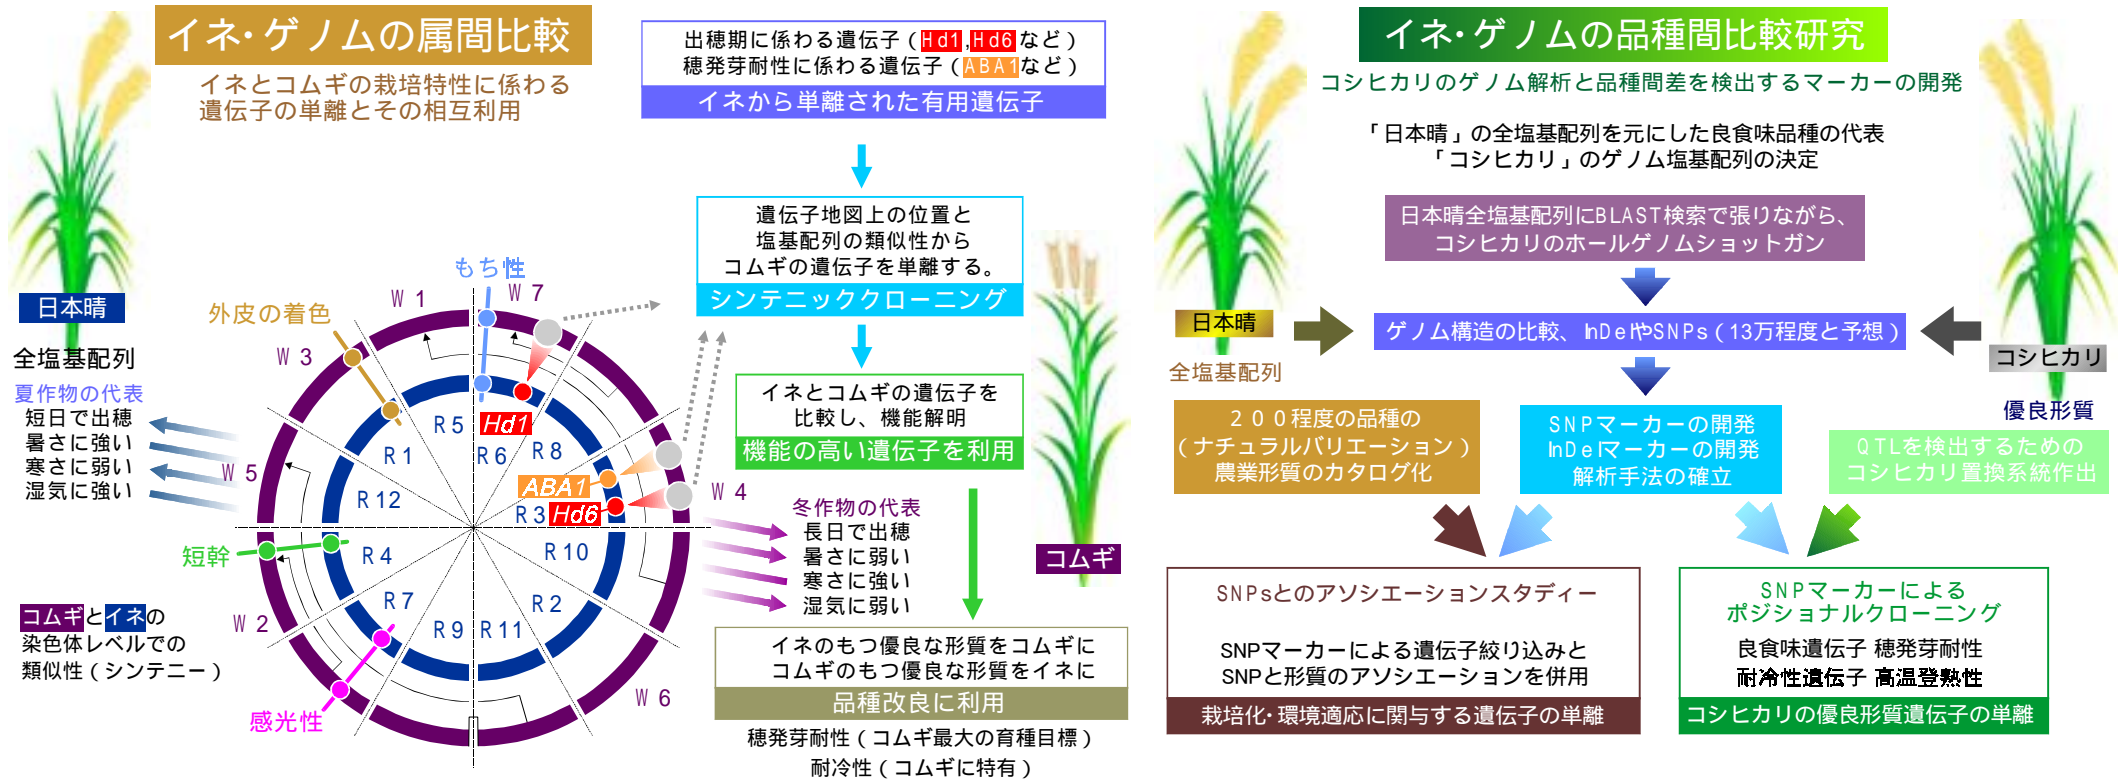 イネ・ゲノムの属間比較
イネとコムギの栽培特性に係わる
遺伝子の単離とその相互利用
出穂期に係わる遺伝子(Hd1,Hd6など)
穂発芽耐性に係わる遺伝子(ABA1など)
イネから単離された有用遺伝子
遺伝子地図上の位置と
塩基配列の類似性から
コムギの遺伝子を単離する。
シンテニッククローニング
イネとコムギの遺伝子を
比較し、機能解明
機能の高い遺伝子を利用
日本晴
全塩基配列
夏作物の代表
短日で出穂
暑さに強い
寒さに弱い
湿気に強い
もち性
外皮の着色
短幹
感光性
W 1
W 7
W 3
W 5
W 4
W 2
W 6
R 5
R 6
R 8
R 1
R 12
R 3
R 4
R 10
R 7
R 2
R 9
R 11
Hd1
ABA1
Hd6
コムギとイネの
染色体レベルでの
類似性(シンテニー)
冬作物の代表
長日で出穂
暑さに弱い
寒さに強い
湿気に弱い
コムギ
イネのもつ優良な形質をコムギに
コムギのもつ優良な形質をイネに
品種改良に利用
穂発芽耐性(コムギ最大の育種目標)
耐冷性(コムギに特有)
イネ・ゲノムの品種間比較研究
コシヒカリのゲノム解析と品種間差を検出するマーカーの開発
「日本晴」の全塩基配列を元にした良食味品種の代表
「コシヒカリ」のゲノム塩基配列の決定
日本晴全塩基配列にBLAST検索で張りながら、
コシヒカリのホールゲノムショットガン
日本晴
全塩基配列
ゲノム構造の比較、InDelやSNPs(13万程度と予想)
コシヒカリ
優良形質
200程度の品種の
(ナチュラルバリエーション)
農業形質のカタログ化
SNPマーカーの開発
InDelマーカーの開発
解析手法の確立
QTLを検出するための
コシヒカリ置換系統作出
SNPsとのアソシエーションスタディー
SNPマーカーによる遺伝子絞り込みと
SNPと形質のアソシエーションを併用
栽培化・環境適応に関与する遺伝子の単離
SNPマーカーによる
ポジショナルクローニング
良食味遺伝子 穂発芽耐性
耐冷性遺伝子 高温登熟性
コシヒカリの優良形質遺伝子の単離